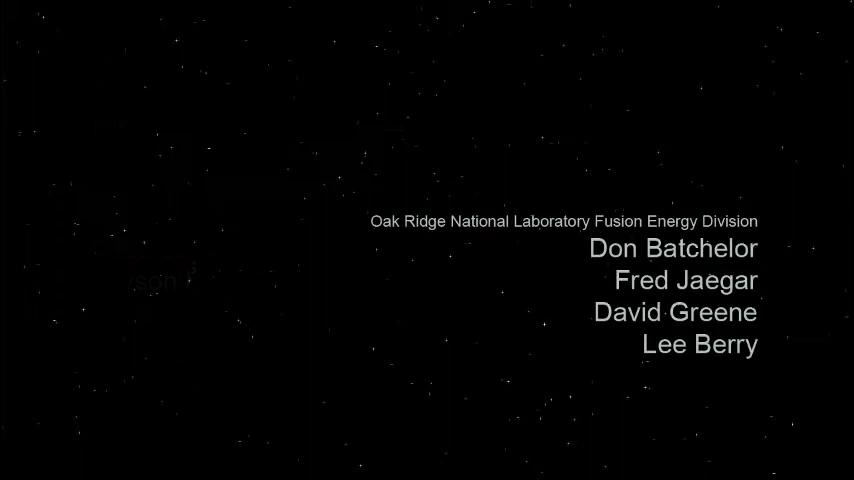 Oak Ridge National Laboratory Fusion Energy Division
Don Batchelor
Fred Jaegar
David Greene
Lee Berry